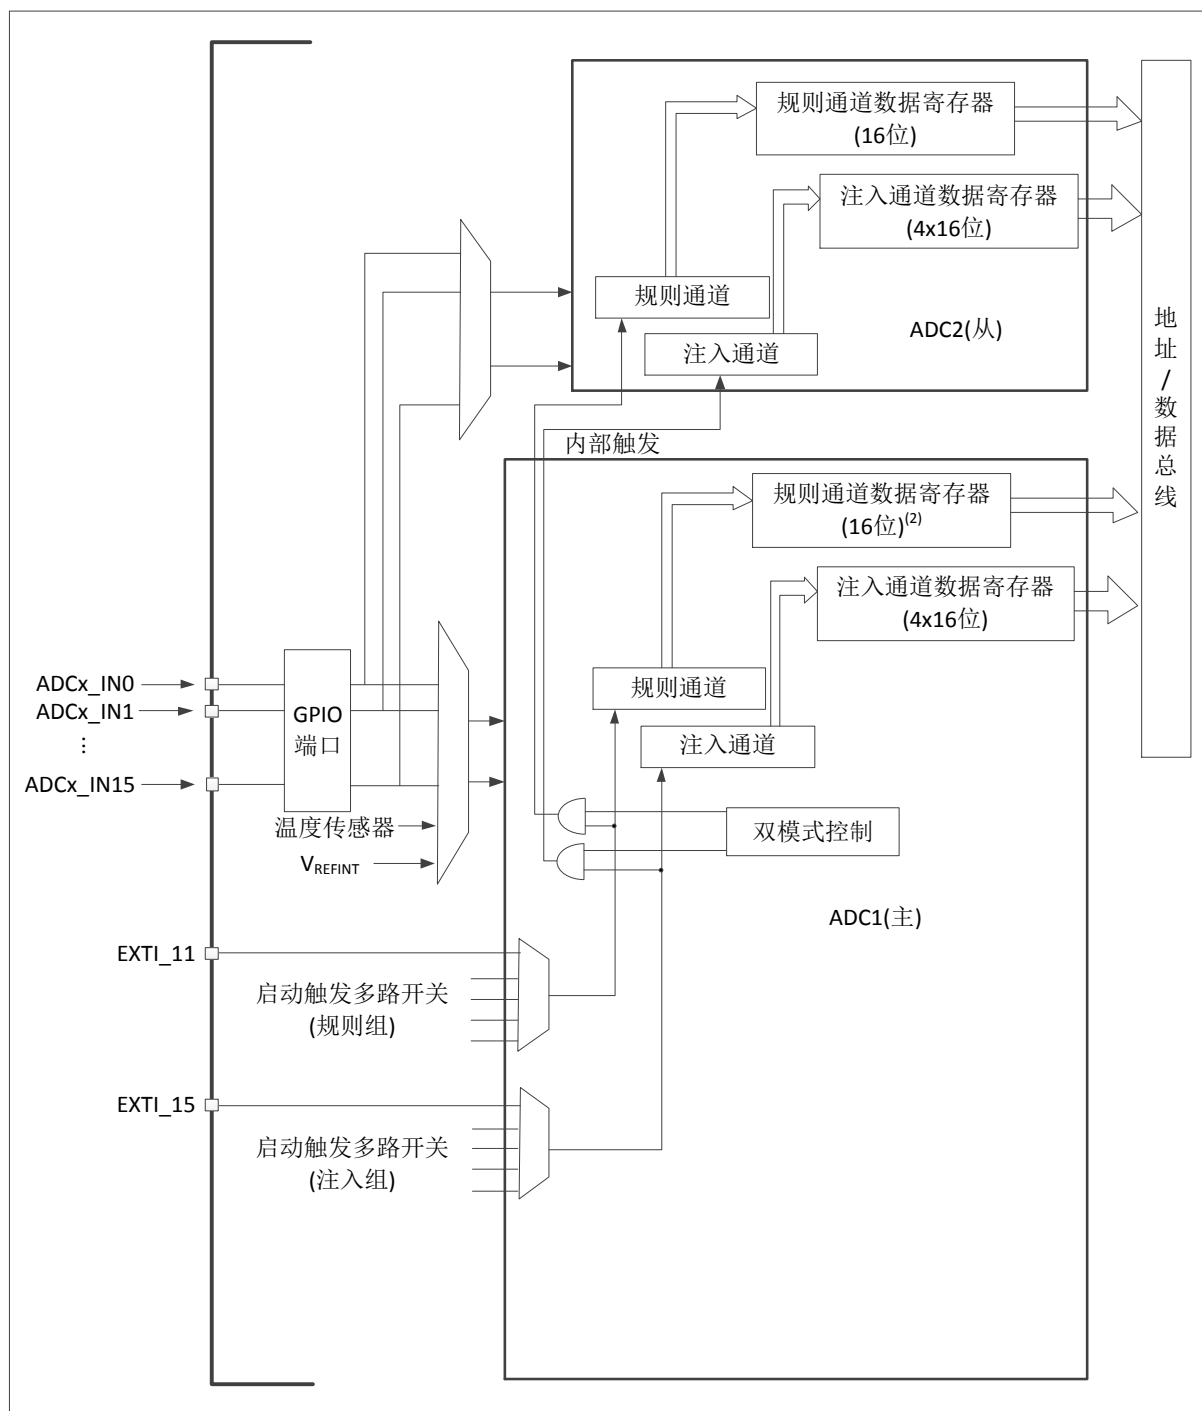 规则通道数据寄存器
(16位)
注入通道数据寄存器
(4x16位)
规则通道
注入通道
ADC2(从)
地址/数据总线
内部触发
规则通道数据寄存器
(16位)(2)
注入通道数据寄存器
(4x16位)
规则通道
注入通道
ADCx_IN0
ADCx_IN1
⋮
ADCx_IN15
GPIO
端口
温度传感器
VREFINT
双模式控制
ADC1(主)
EXTI_11
启动触发多路开关
(规则组)
EXTI_15
启动触发多路开关
(注入组)